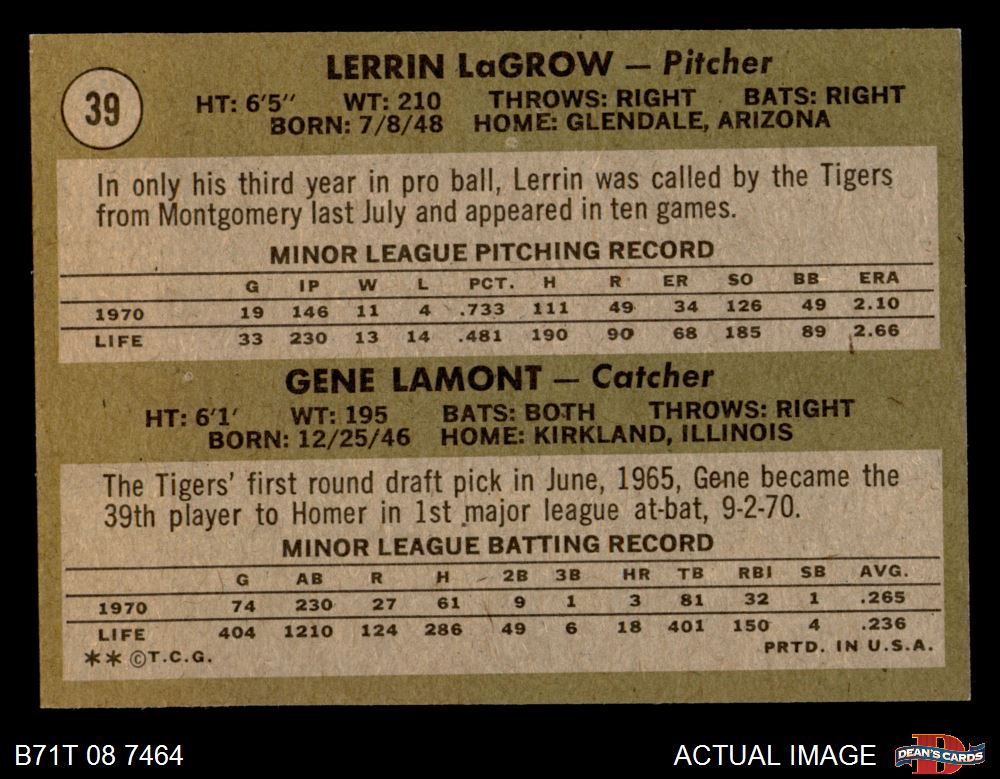 39
LERRIN LaGROW — Pitcher
HT: 6'5" WT: 210 THROWS: RIGHT BATS: RIGHT
BORN: 7/8/48 HOME: GLENDALE, ARIZONA
In only his third year in pro ball, Lerrin was called by the Tigers
from Montgomery last July and appeared in ten games.
MINOR LEAGUE PITCHING RECORD
G IP W L PCT. H R ER SO BB ERA
1970 19 146 11 4 .733 111 49 34 126 49 2.10
LIFE 33 230 13 14 .481 190 90 68 185 89 2.66
GENE LAMONT — Catcher
HT: 6'1' WT: 195 BATS: BOTH THROWS: RIGHT
BORN: 12/25/46 HOME: KIRKLAND, ILLINOIS
The Tigers' first round draft pick in June, 1965, Gene became the
39th player to Homer in 1st major league at-bat, 9-2-70.
MINOR LEAGUE BATTING RECORD
G AB R H 2B 3B HR TB RBI SB AVG.
1970 74 230 27 61 9 1 3 81 32 1 .265
LIFE 404 1210 124 286 49 6 18 401 150 4 .236
** ©T.C.G. PRTD. IN U.S.A.
B71T 08 7464 ACTUAL IMAGE DEAN'S CARDS